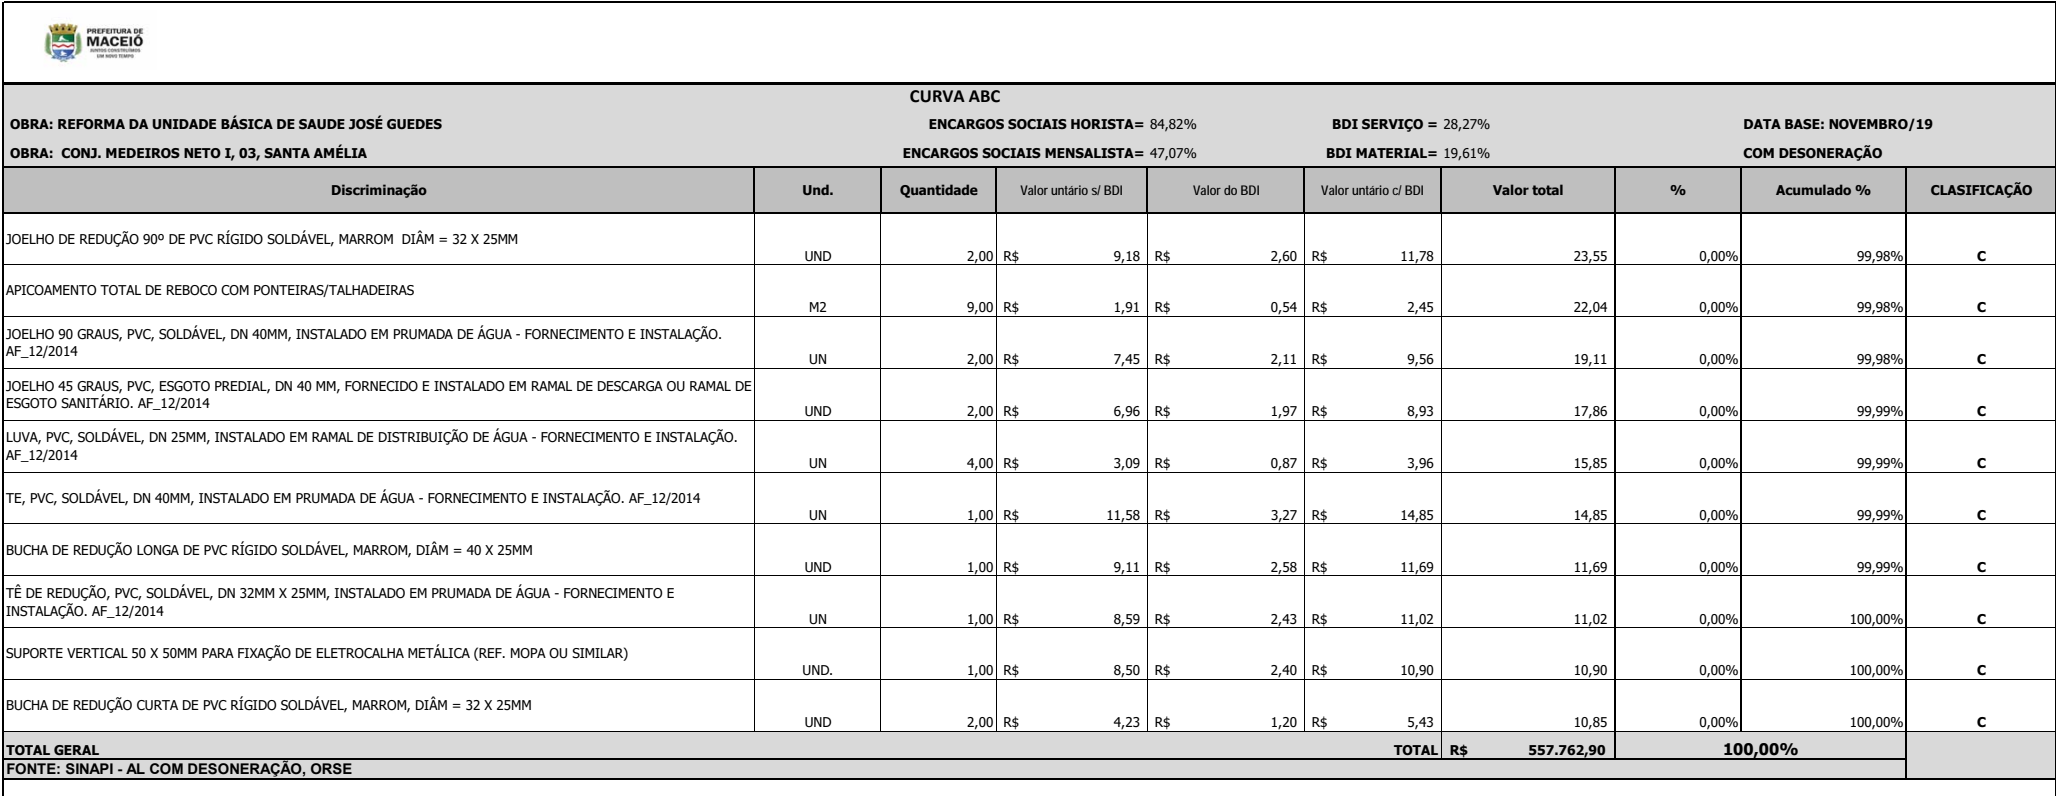 PREFEITURA DE
MACEIÓ
JUNTOS CONSTRUÍMOS
UM NOVO TEMPO
CURVA ABC
OBRA: REFORMA DA UNIDADE BÁSICA DE SAUDE JOSÉ GUEDES ENCARGOS SOCIAIS HORISTA= 84,82% BDI SERVIÇO = 28,27% DATA BASE: NOVEMBRO/19
OBRA: CONJ. MEDEIROS NETO I, 03, SANTA AMÉLIA ENCARGOS SOCIAIS MENSALISTA= 47,07% BDI MATERIAL= 19,61% COM DESONERAÇÃO
Discriminação Und. Quantidade Valor untário s/ BDI Valor do BDI Valor untário c/ BDI Valor total % Acumulado % CLASIFICAÇÃO
JOELHO DE REDUÇÃO 90º DE PVC RÍGIDO SOLDÁVEL, MARROM DIÂM = 32 X 25MM
UND 2,00 R$ 9,18 R$ 2,60 R$ 11,78 23,55 0,00% 99,98% C
APICOAMENTO TOTAL DE REBOCO COM PONTEIRAS/TALHADEIRAS
M2 9,00 R$ 1,91 R$ 0,54 R$ 2,45 22,04 0,00% 99,98% C
JOELHO 90 GRAUS, PVC, SOLDÁVEL, DN 40MM, INSTALADO EM PRUMADA DE ÁGUA - FORNECIMENTO E INSTALAÇÃO.
AF_12/2014
UN 2,00 R$ 7,45 R$ 2,11 R$ 9,56 19,11 0,00% 99,98% C
JOELHO 45 GRAUS, PVC, ESGOTO PREDIAL, DN 40 MM, FORNECIDO E INSTALADO EM RAMAL DE DESCARGA OU RAMAL DE
ESGOTO SANITÁRIO. AF_12/2014
UND 2,00 R$ 6,96 R$ 1,97 R$ 8,93 17,86 0,00% 99,99% C
LUVA, PVC, SOLDÁVEL, DN 25MM, INSTALADO EM RAMAL DE DISTRIBUIÇÃO DE ÁGUA - FORNECIMENTO E INSTALAÇÃO.
AF_12/2014
UN 4,00 R$ 3,09 R$ 0,87 R$ 3,96 15,85 0,00% 99,99% C
TE, PVC, SOLDÁVEL, DN 40MM, INSTALADO EM PRUMADA DE ÁGUA - FORNECIMENTO E INSTALAÇÃO. AF_12/2014
UN 1,00 R$ 11,58 R$ 3,27 R$ 14,85 14,85 0,00% 99,99% C
BUCHA DE REDUÇÃO LONGA DE PVC RÍGIDO SOLDÁVEL, MARROM, DIÂM = 40 X 25MM
UND 1,00 R$ 9,11 R$ 2,58 R$ 11,69 11,69 0,00% 99,99% C
TÊ DE REDUÇÃO, PVC, SOLDÁVEL, DN 32MM X 25MM, INSTALADO EM PRUMADA DE ÁGUA - FORNECIMENTO E
INSTALAÇÃO. AF_12/2014
UN 1,00 R$ 8,59 R$ 2,43 R$ 11,02 11,02 0,00% 100,00% C
SUPORTE VERTICAL 50 X 50MM PARA FIXAÇÃO DE ELETROCALHA METÁLICA (REF. MOPA OU SIMILAR)
UND. 1,00 R$ 8,50 R$ 2,40 R$ 10,90 10,90 0,00% 100,00% C
BUCHA DE REDUÇÃO CURTA DE PVC RÍGIDO SOLDÁVEL, MARROM, DIÂM = 32 X 25MM
UND 2,00 R$ 4,23 R$ 1,20 R$ 5,43 10,85 0,00% 100,00% C
TOTAL GERAL TOTAL R$ 557.762,90 100,00%
FONTE: SINAPI - AL COM DESONERAÇÃO, ORSE